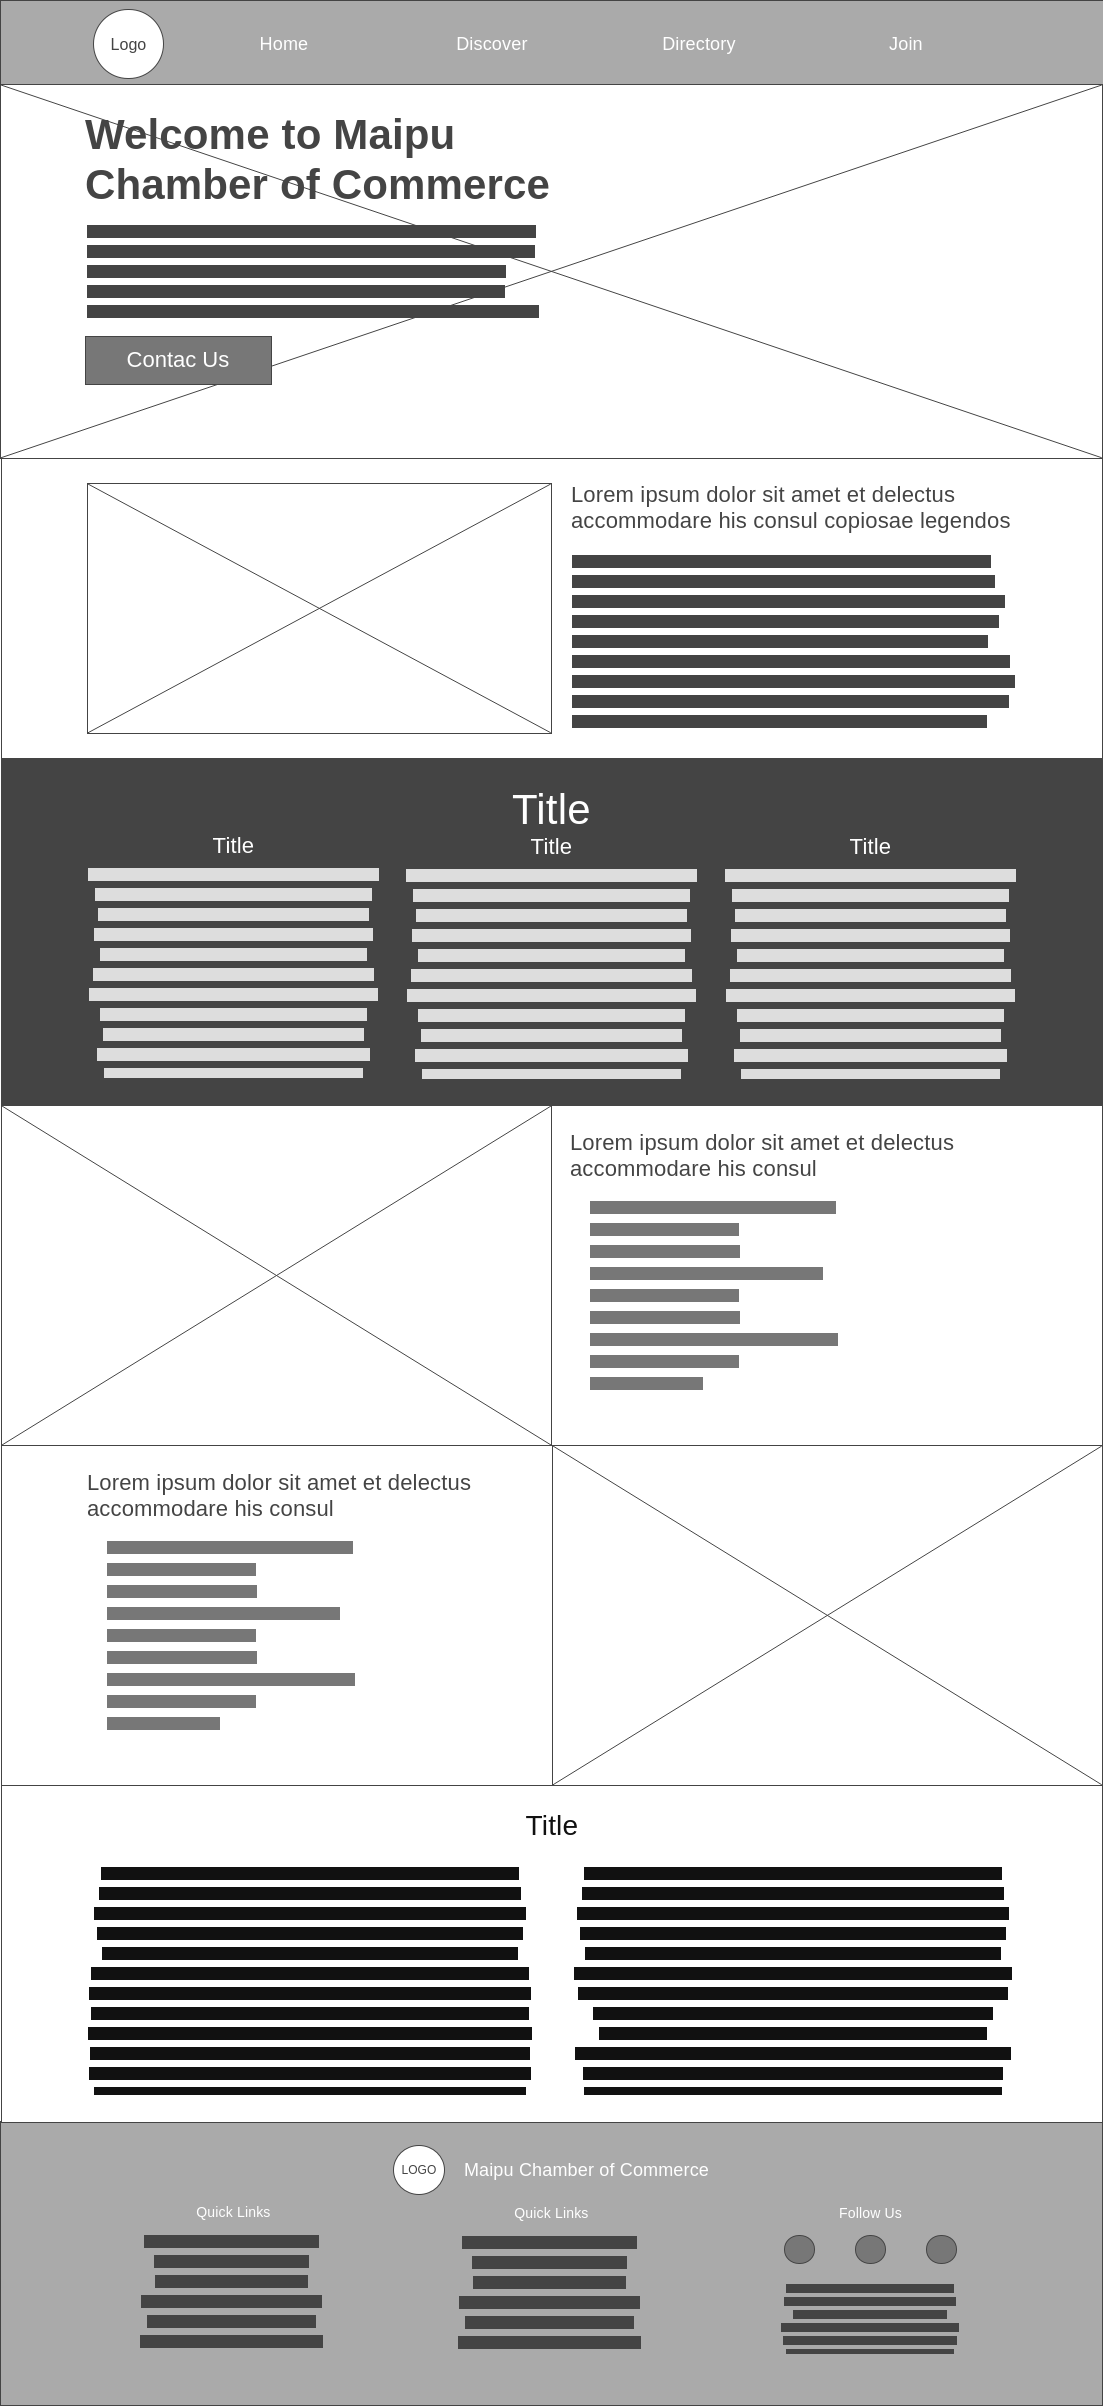 Logo
Home
Discover
Directory
Join
Welcome to Maipu
Chamber of Commerce
Contac Us
Lorem ipsum dolor sit amet et delectus
accommodare his consul copiosae legendos
Title
Title
Title
Title
Lorem ipsum dolor sit amet et delectus
accommodare his consul
Lorem ipsum dolor sit amet et delectus
accommodare his consul
Title
LOGO
Maipu Chamber of Commerce
Quick Links
Quick Links
Follow Us